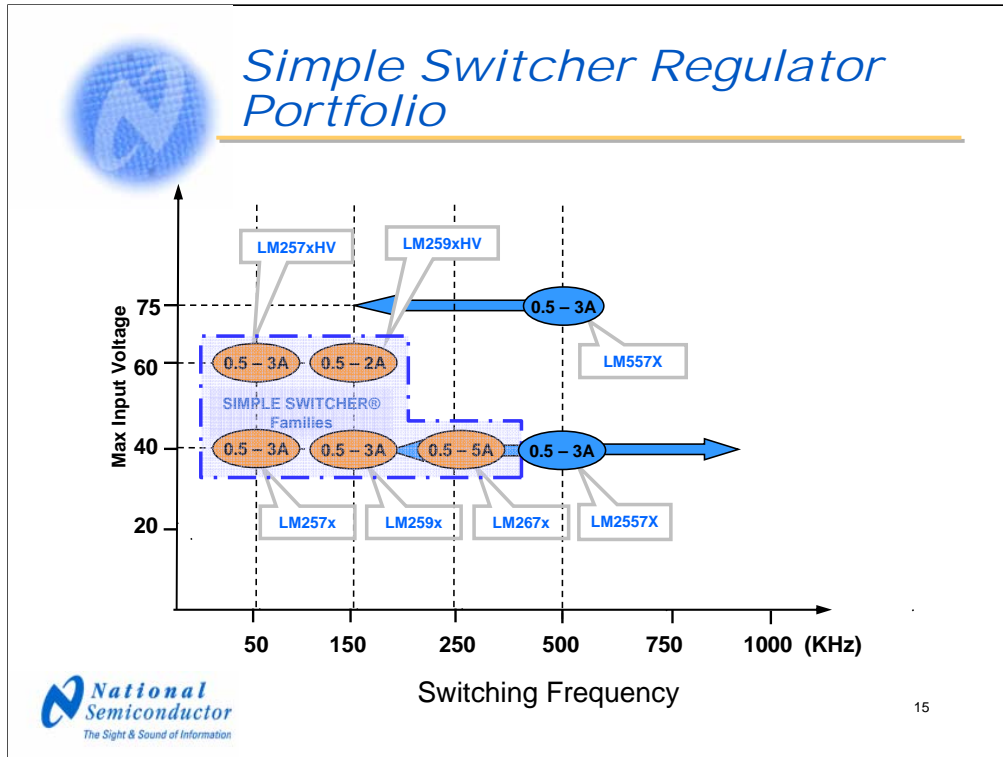 Simple Switcher Regulator
Portfolio
LM257xHV
LM259xHV
75
0.5 – 3A
LM557X
60
0.5 – 3A
0.5 – 2A
SIMPLE SWITCHER®
Families
Max Input Voltage
40
0.5 – 3A
0.5 – 3A
0.5 – 5A
0.5 – 3A
LM257x
LM259x
LM267x
LM2557X
20
50
150
250
500
750
1000 (KHz)
Switching Frequency
National
Semiconductor
The Sight & Sound of Information
15